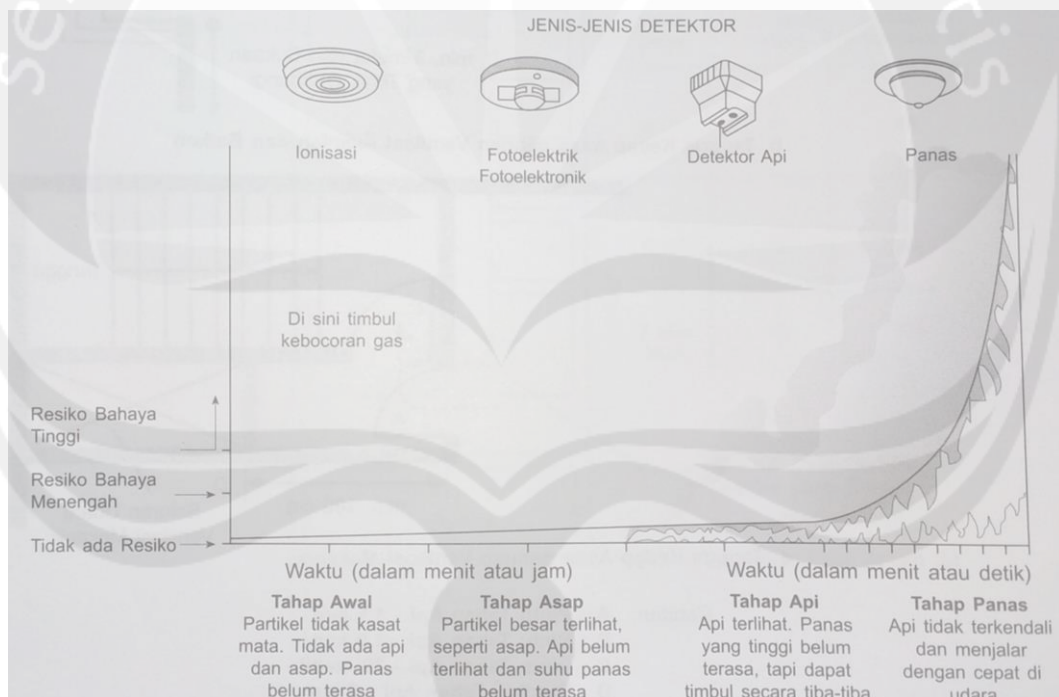 JENIS-JENIS DETEKTOR
Ionisasi
Fotoelektrik
Fotoelektronik
Detektor Api
Panas
Di sini timbul
kebocoran gas
Resiko Bahaya
Tinggi
Resiko Bahaya
Menengah
Tidak ada Resiko
Waktu (dalam menit atau jam)
Waktu (dalam menit atau detik)
Tahap Awal
Partikel tidak kasat
mata. Tidak ada api
dan asap. Panas
belum terasa
Tahap Asap
Partikel besar terlihat,
seperti asap. Api belum
terlihat dan suhu panas
belum terasa
Tahap Api
Api terlihat. Panas
yang tinggi belum
terasa, tapi dapat
timbul secara tiba-tiba
Tahap Panas
Api tidak terkendali
dan menjalar
dengan cepat di
udara